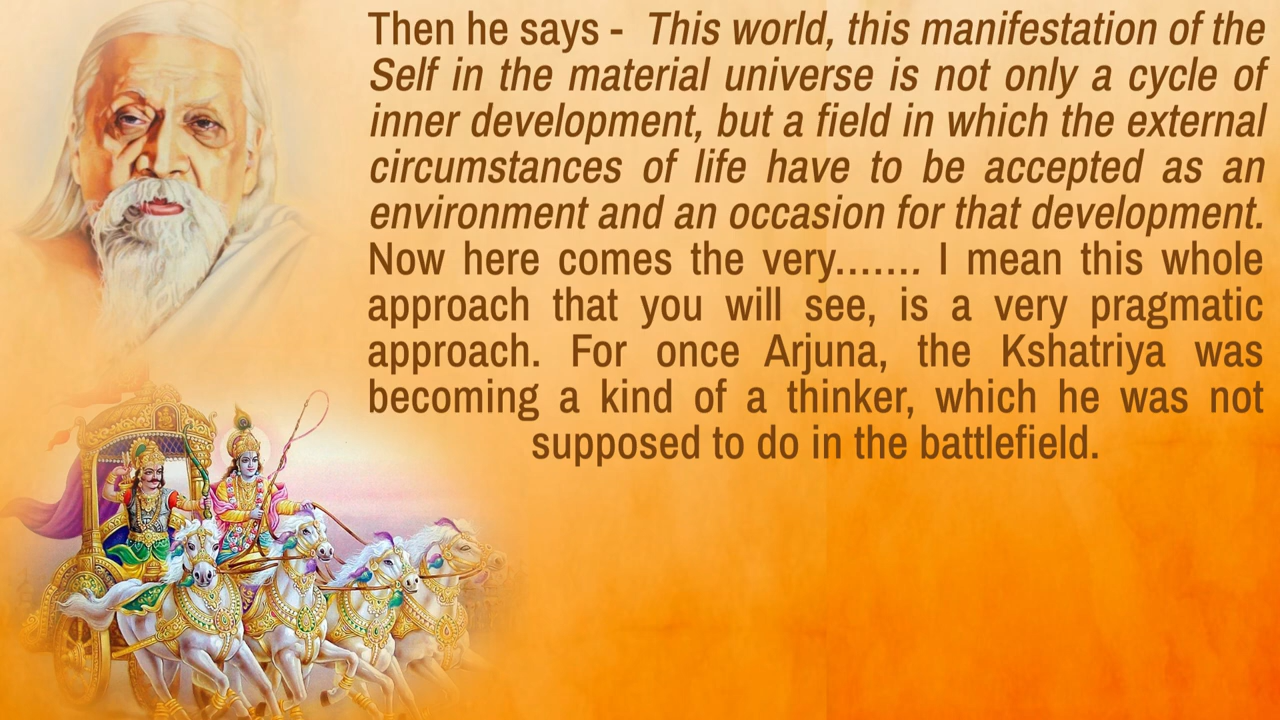 Then he says - This world, this manifestation of the
Self in the material universe is not only a cycle of
inner development, but a field in which the external
circumstances of life have to be accepted as an
environment and an occasion for that development.
Now here comes the very....... I mean this whole
approach that you will see, is a very pragmatic
approach. For once Arjuna, the Kshatriya was
becoming a kind of a thinker, which he was not
supposed to do in the battlefield.